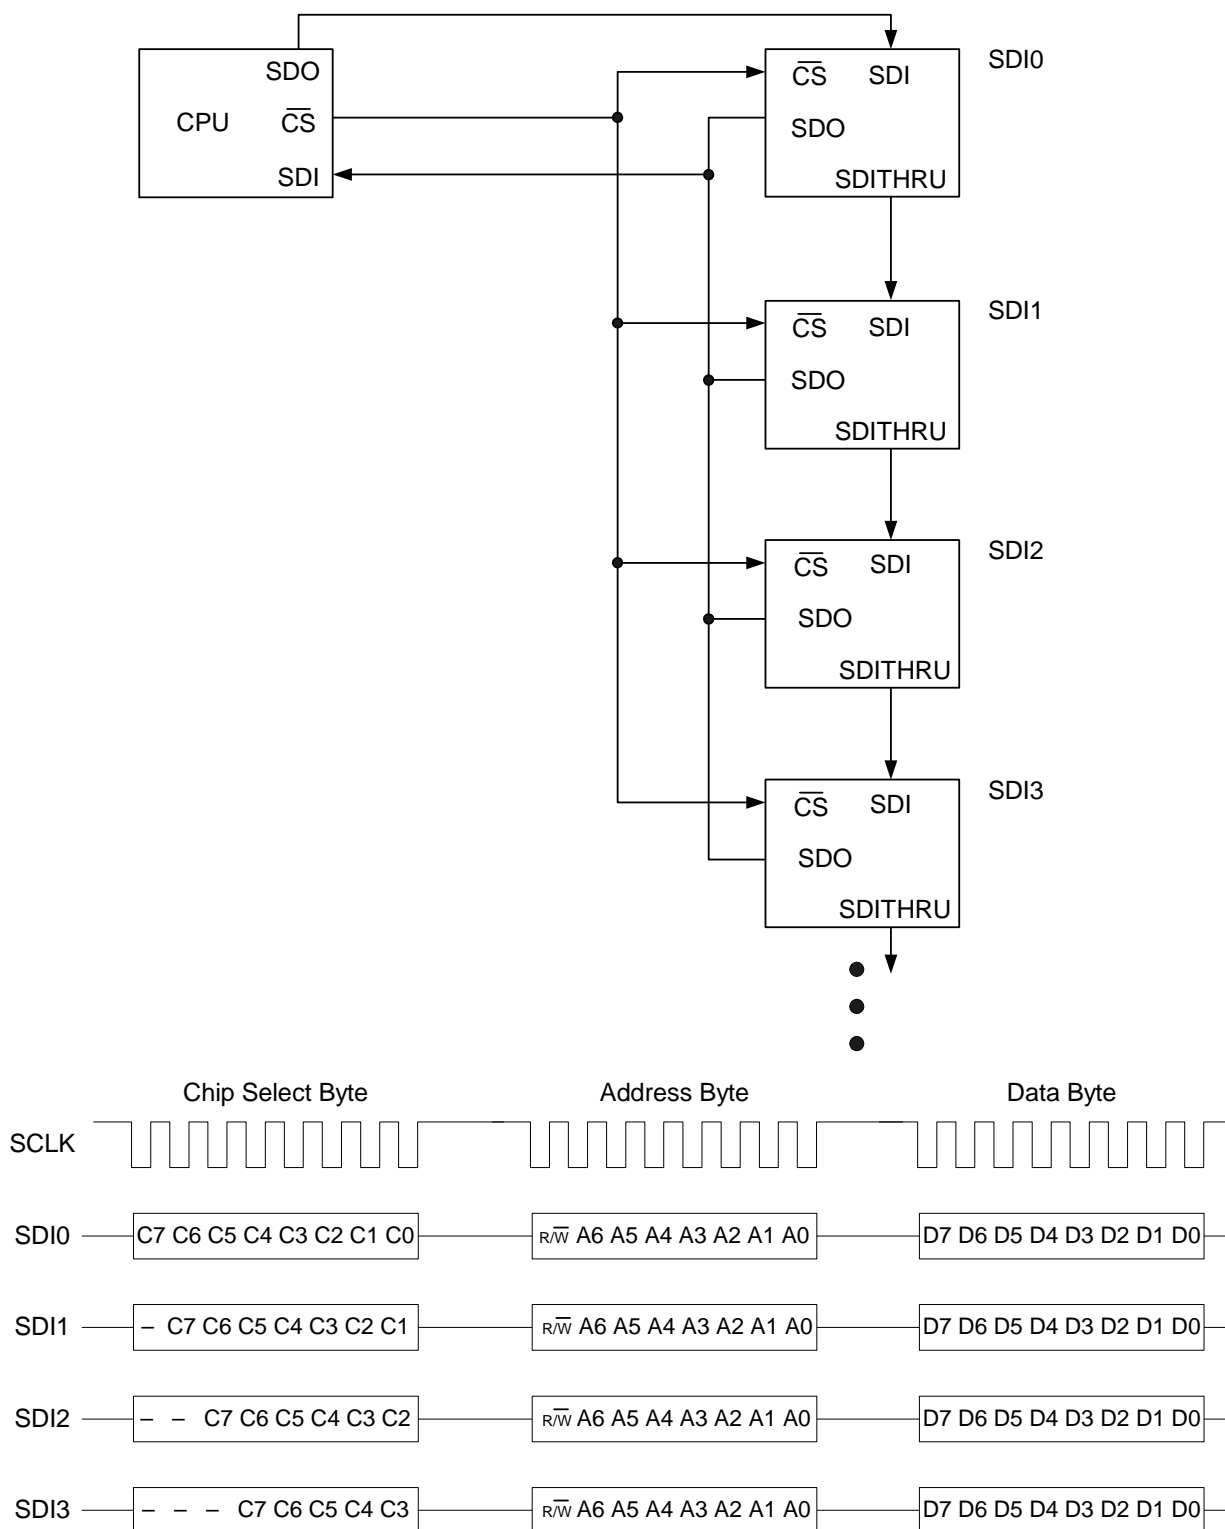 SDO
CPU
CS
SDI
CS SDI
SDO
SDITHRU
SDI0
CS SDI
SDO
SDITHRU
SDI1
CS SDI
SDO
SDITHRU
SDI2
CS SDI
SDO
SDITHRU
SDI3
Chip Select Byte Address Byte Data Byte
SCLK
SDI0 C7 C6 C5 C4 C3 C2 C1 C0 R/W A6 A5 A4 A3 A2 A1 A0 D7 D6 D5 D4 D3 D2 D1 D0
SDI1 – C7 C6 C5 C4 C3 C2 C1 R/W A6 A5 A4 A3 A2 A1 A0 D7 D6 D5 D4 D3 D2 D1 D0
SDI2 – – C7 C6 C5 C4 C3 C2 R/W A6 A5 A4 A3 A2 A1 A0 D7 D6 D5 D4 D3 D2 D1 D0
SDI3 – – – C7 C6 C5 C4 C3 R/W A6 A5 A4 A3 A2 A1 A0 D7 D6 D5 D4 D3 D2 D1 D0